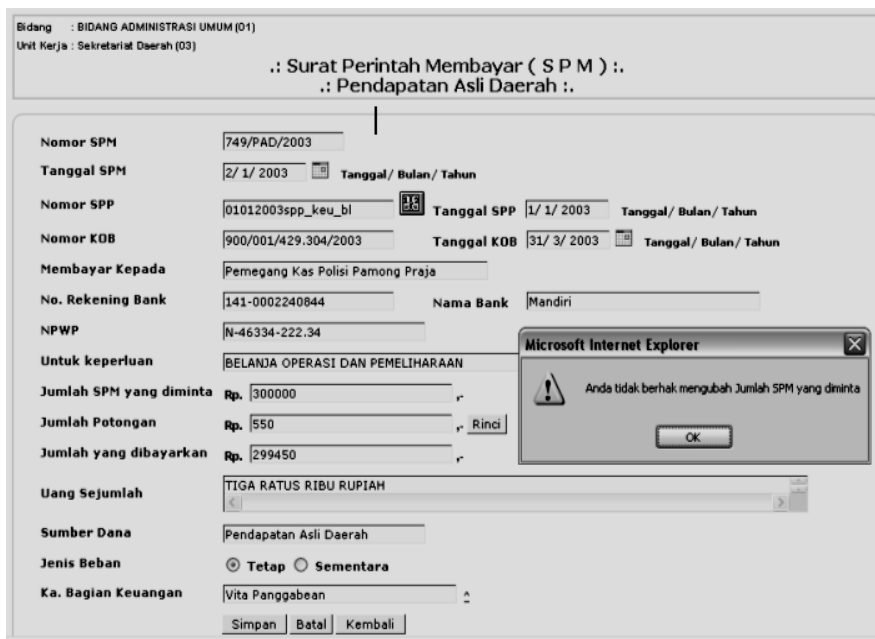 Bidang : BIDANG ADMINISTRASI UMUM (01)
Unit Kerja : Sekretariat Daerah (03)
.: Surat Perintah Membayar ( S P M ) :.
.: Pendapatan Asli Daerah :.
Nomor SPM 749/PAD/2003
Tanggal SPM 2/ 1/ 2003 Tanggal/ Bulan/ Tahun
Nomor SPP 01012003spp_keu_bl Tanggal SPP 1/ 1/ 2003 Tanggal/ Bulan/ Tahun
Nomor KOB 900/001/429.304/2003 Tanggal KOB 31/ 3/ 2003 Tanggal/ Bulan/ Tahun
Membayar Kepada Pemegang Kas Polisi Pamong Praja
No. Rekening Bank 141-0002240844 Nama Bank Mandiri
NPWP N-46334-222.34
Untuk keperluan BELANJA OPERASI DAN PEMELIHARAAN
Microsoft Internet Explorer
Anda tidak berhak mengubah Jumlah SPM yang diminta
OK
Jumlah SPM yang diminta Rp. 300000 ,-
Jumlah Potongan Rp. 550 ,- Rinci
Jumlah yang dibayarkan Rp. 299450 ,-
Uang Sejumlah TIGA RATUS RIBU RUPIAH
Sumber Dana Pendapatan Asli Daerah
Jenis Beban Tetap Sementara
Ka. Bagian Keuangan Vita Panggabean
Simpan Batal Kembali